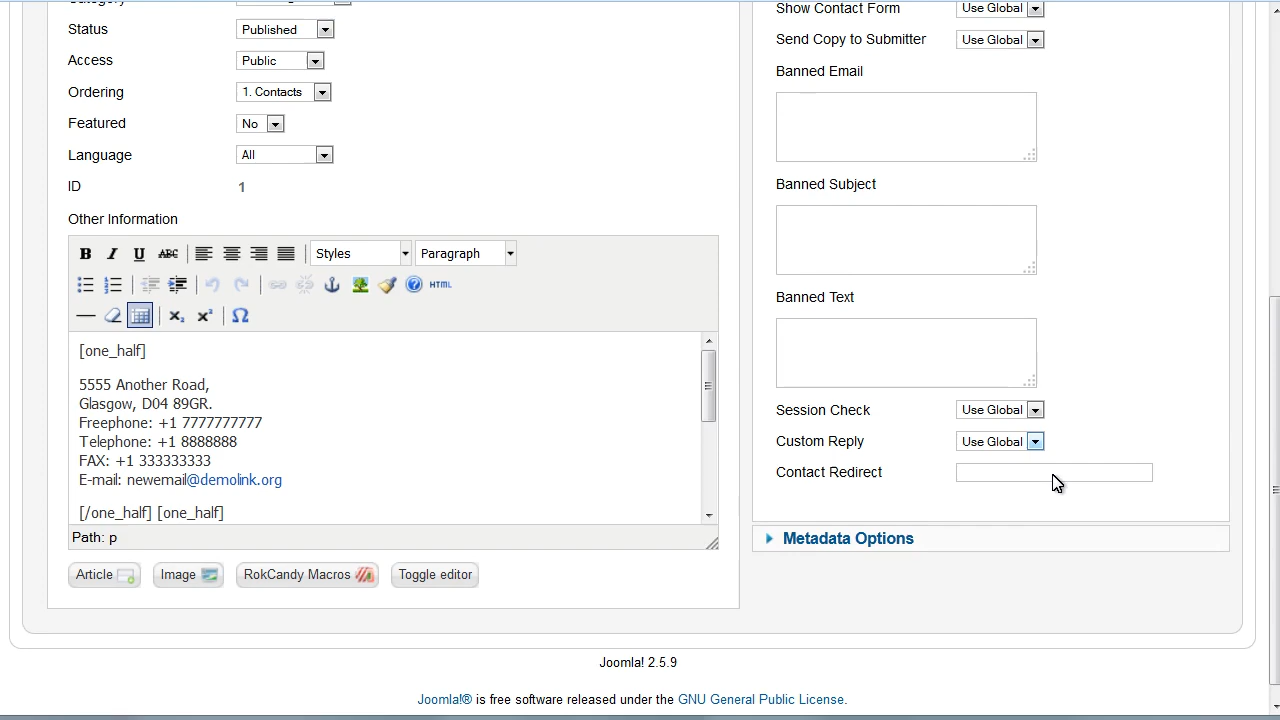 Status Published
Access Public
Ordering 1. Contacts
Featured No
Language All
ID 1
Other Information
B I U ABC Styles Paragraph
HTML
X₂ X² Ω
[one_half]
5555 Another Road,
Glasgow, D04 89GR.
Freephone: +1 7777777777
Telephone: +1 8888888
FAX: +1 333333333
E-mail: newemail@demolink.org
[/one_half] [one_half]
Path: p
Article Image RokCandy Macros Toggle editor
Show Contact Form Use Global
Send Copy to Submitter Use Global
Banned Email
Banned Subject
Banned Text
Session Check Use Global
Custom Reply Use Global
Contact Redirect
Metadata Options
Joomla! 2.5.9
Joomla!® is free software released under the GNU General Public License.